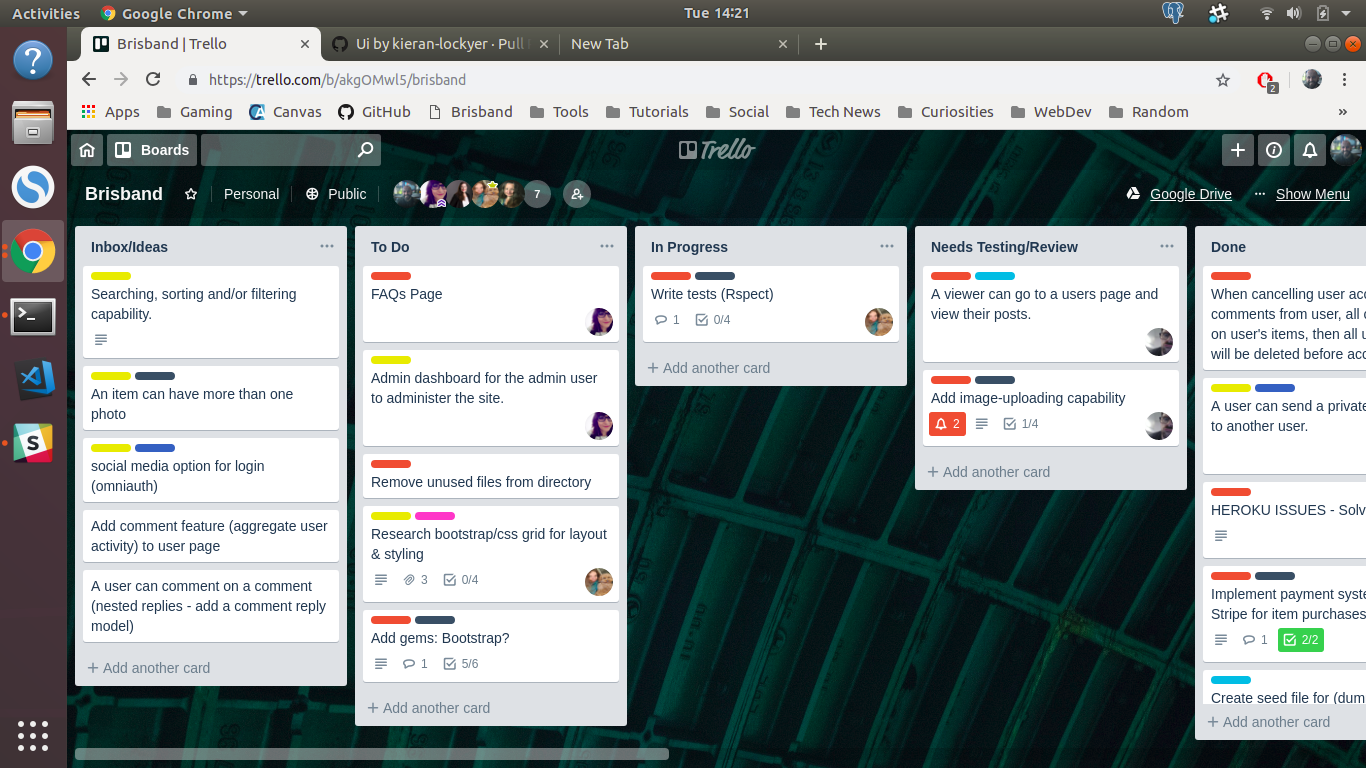 Activities Google Chrome Tue 14:21
Brisband | Trello Ui by kieran-lockyer · Pull New Tab
https://trello.com/b/akgOMwl5/brisband 2
Apps Gaming Canvas GitHub Brisband Tools Tutorials Social Tech News Curiosities WebDev Random »
Boards Trello
Brisband Personal Public 7 Google Drive Show Menu
Inbox/Ideas
Searching, sorting and/or filtering
capability.
An item can have more than one
photo
social media option for login
(omniauth)
Add comment feature (aggregate user
activity) to user page
A user can comment on a comment
(nested replies - add a comment reply
model)
+ Add another card
To Do
FAQs Page
Admin dashboard for the admin user
to administer the site.
Remove unused files from directory
Research bootstrap/css grid for layout
& styling
3 0/4
Add gems: Bootstrap?
1 5/6
+ Add another card
In Progress
Write tests (Rspect)
1 0/4
+ Add another card
Needs Testing/Review
A viewer can go to a users page and
view their posts.
Add image-uploading capability
2 1/4
+ Add another card
Done
When cancelling user acc
comments from user, all c
on user's items, then all u
will be deleted before acc
A user can send a private
to another user.
HEROKU ISSUES - Solv
Implement payment syste
Stripe for item purchases
1 2/2
Create seed file for (dum
+ Add another card